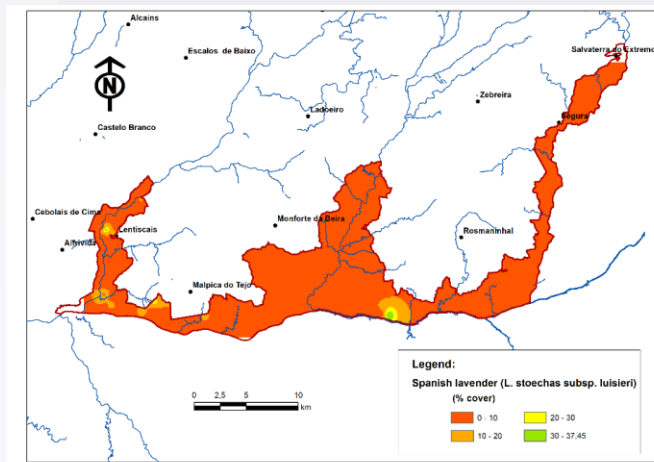 Alcains
Escalos de Baixo
Salvaterra do Extremo
N
Zebreira
Ladoeiro
Segura
Castelo Branco
Cebolais de Cima
Lentiscais
Monforte da Beira
Alfrivida
Rosmaninhal
Malpica do Tejo
Legend:
Spanish lavender (L. stoechas subsp. luisieri)
(% cover)
0 2,5 5 10
km
0 - 10 20 - 30
10 - 20 30 - 37,45